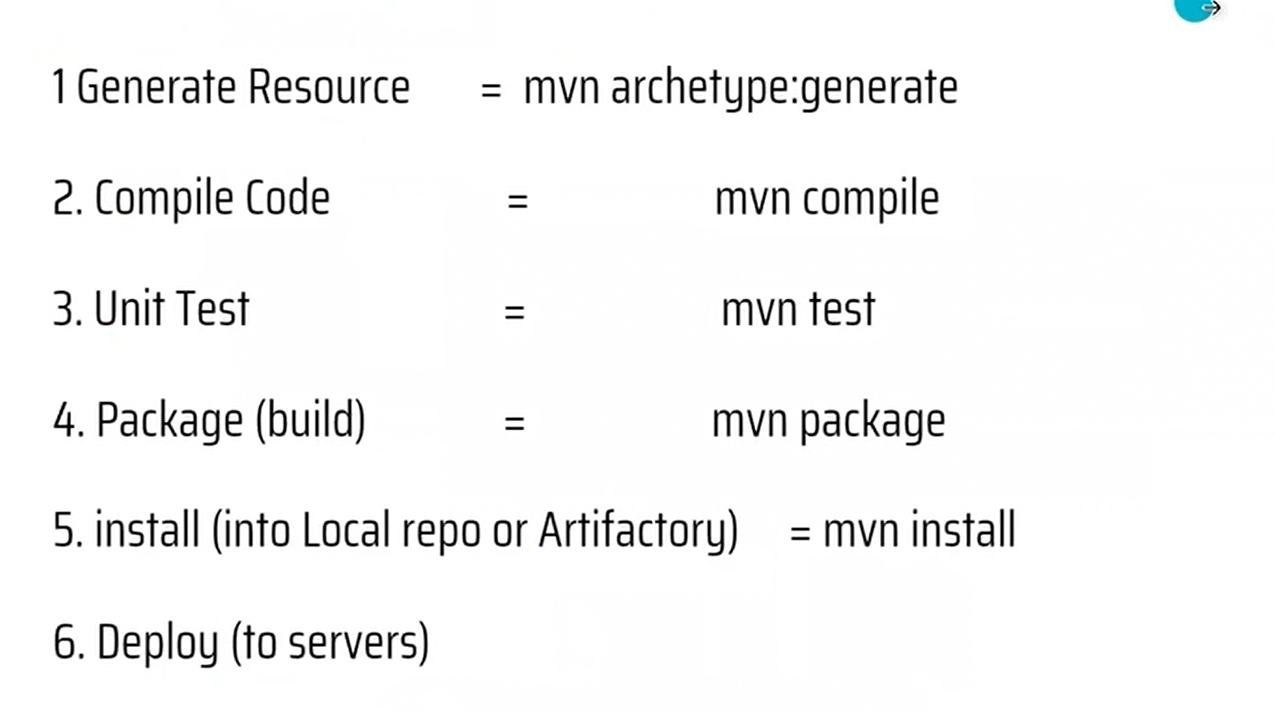 1 Generate Resource = mvn archetype:generate
2. Compile Code = mvn compile
3. Unit Test = mvn test
4. Package (build) = mvn package
5. install (into Local repo or Artifactory) = mvn install
6. Deploy (to servers)